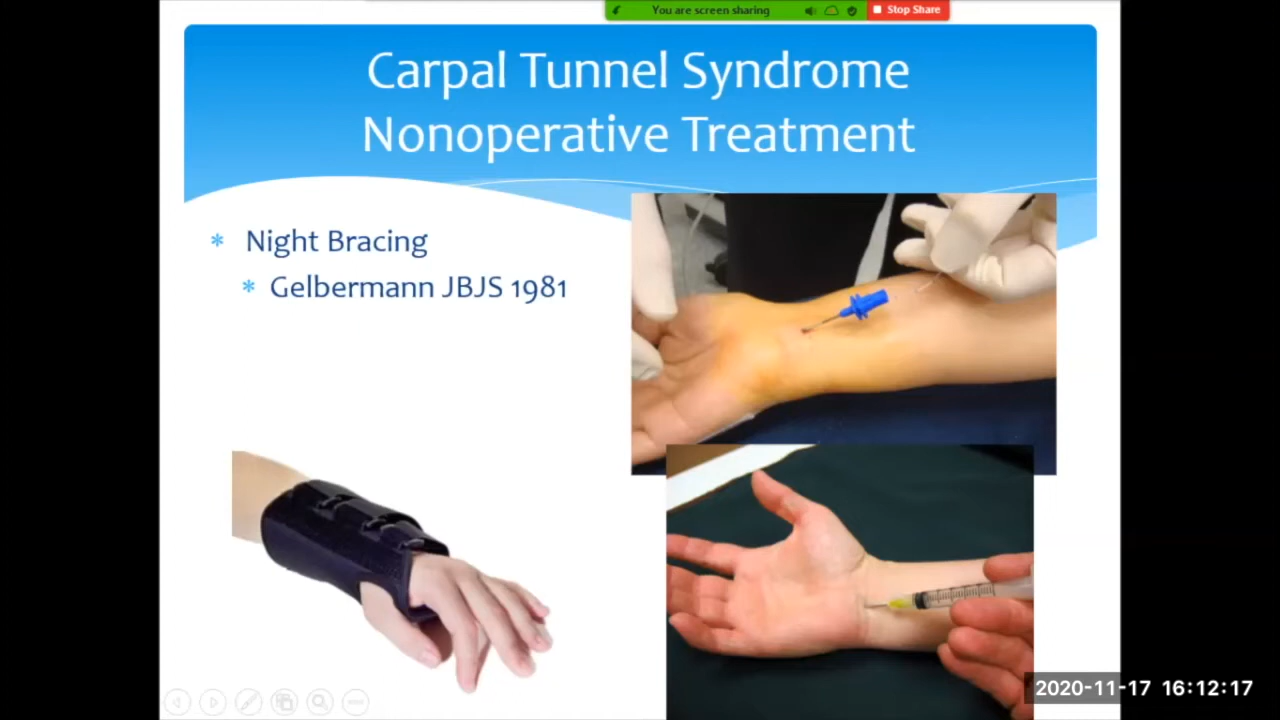 You are screen sharing
Stop Share
Carpal Tunnel Syndrome
Nonoperative Treatment
Night Bracing
Gelbermann JBJS 1981
2020-11-17 16:12:17